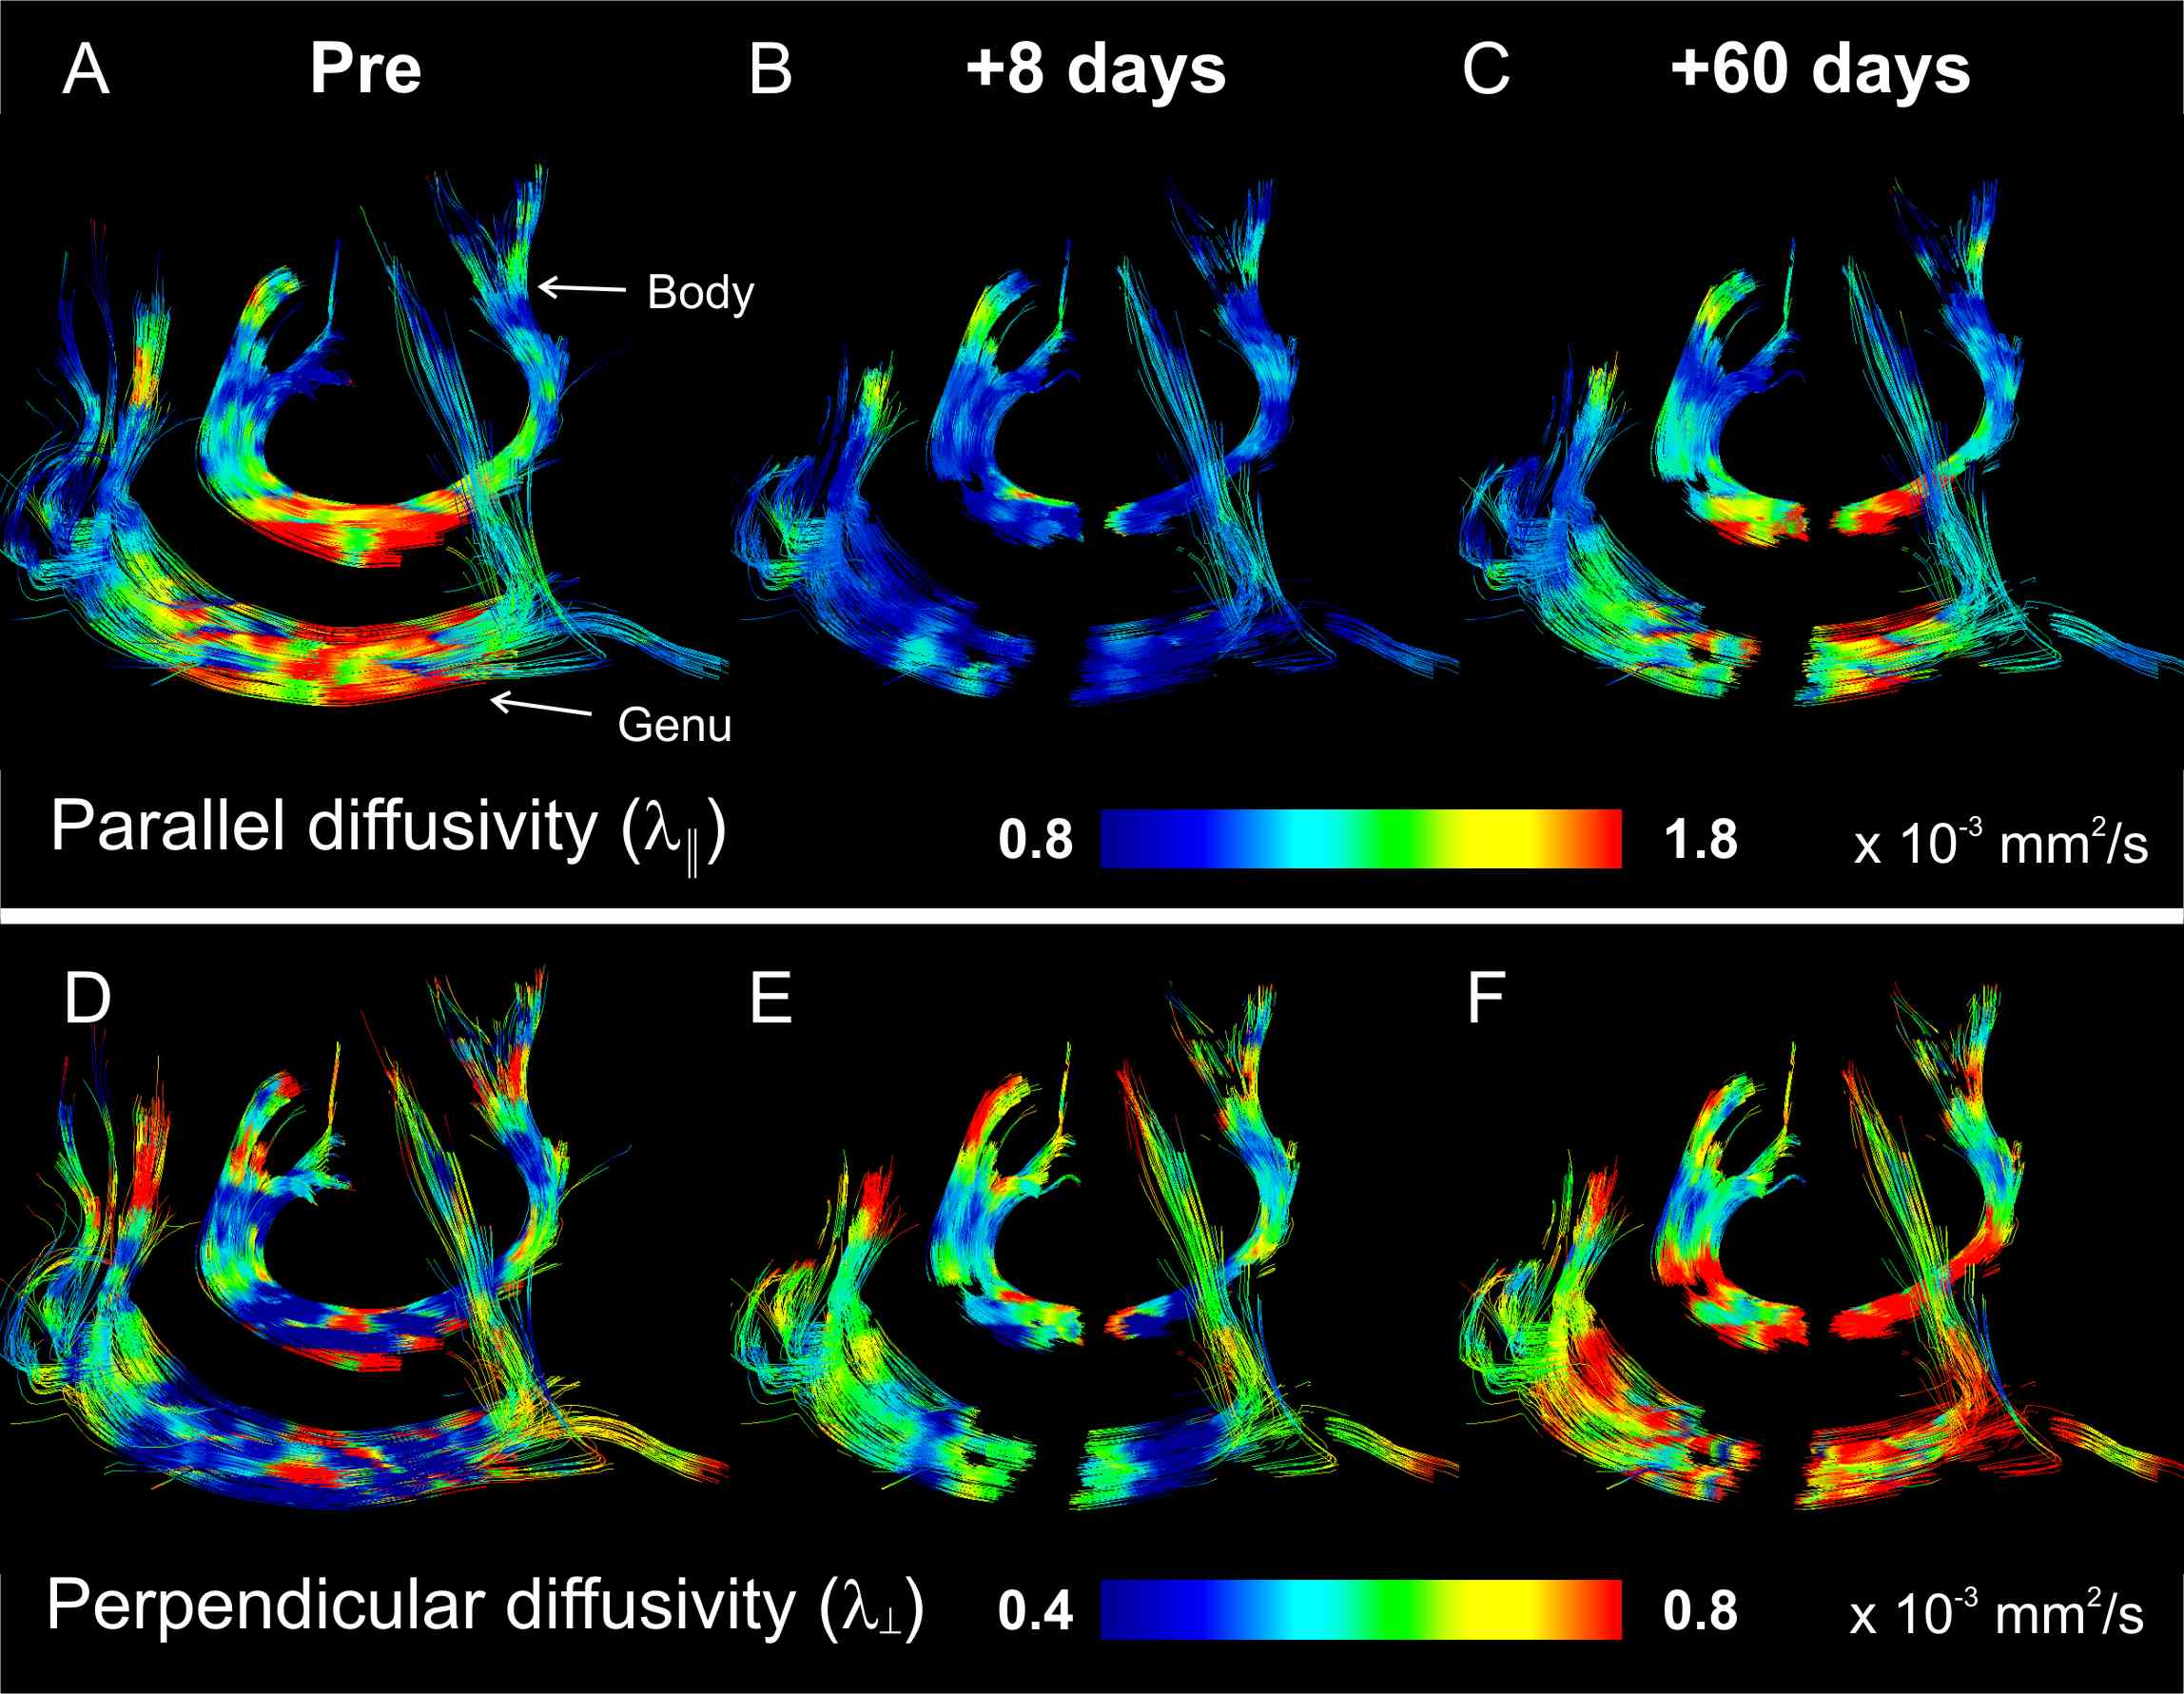 A Pre B +8 days C +60 days
Body
Genu
Parallel diffusivity (λ∥) 0.8 1.8 x 10⁻³ mm²/s
D E F
Perpendicular diffusivity (λ⊥) 0.4 0.8 x 10⁻³ mm²/s